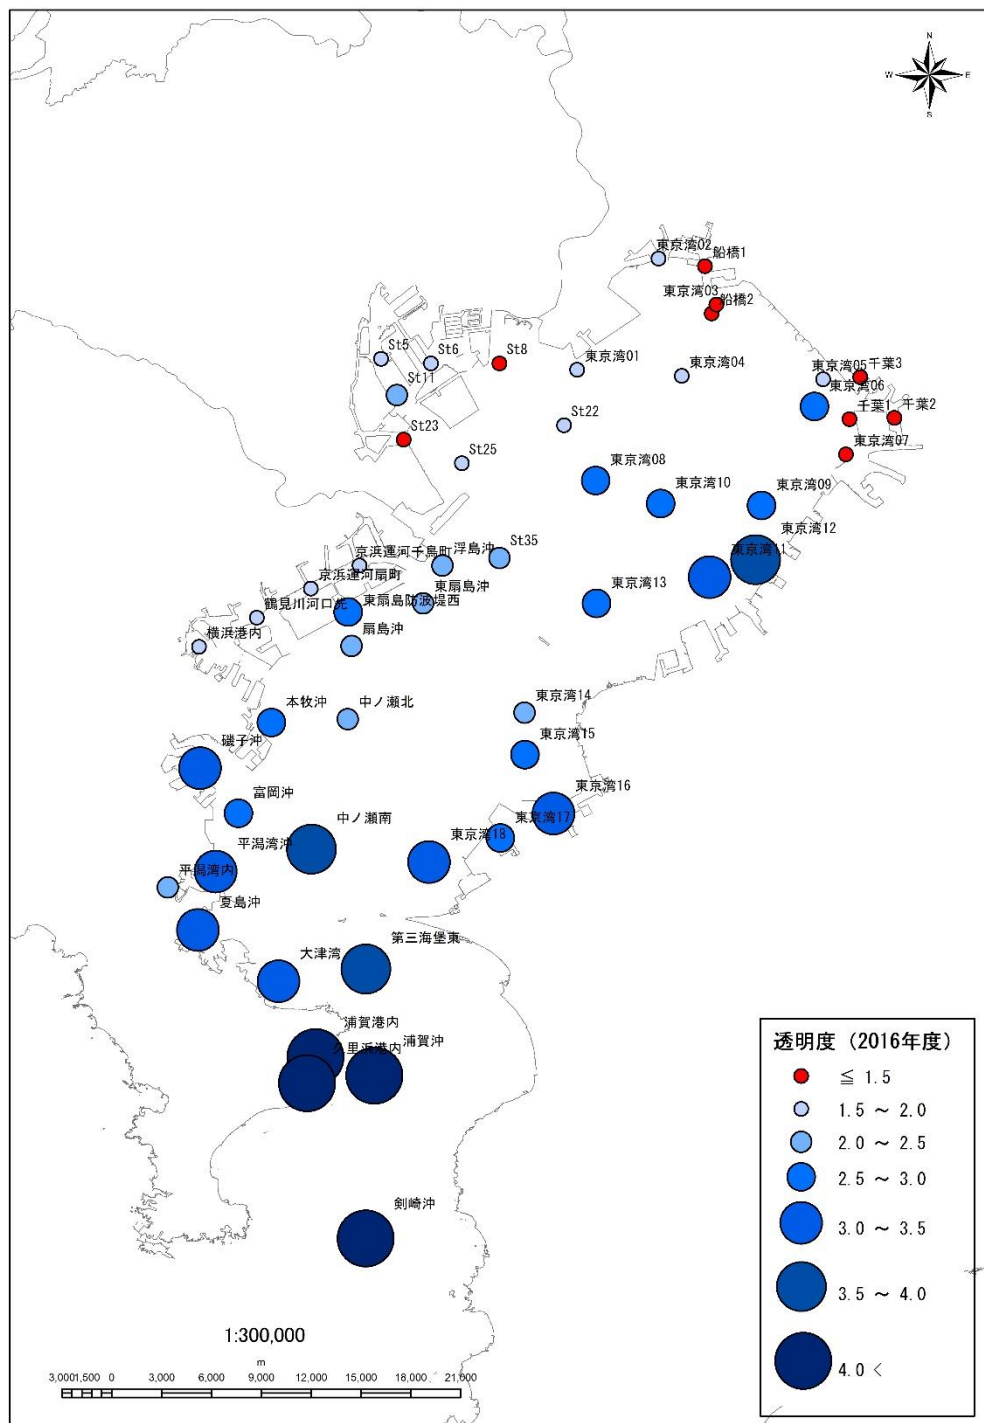 N
W E
S
東京湾02
船橋1
東京湾03
船橋2
St5
St6
St8
東京湾01
東京湾04
東京湾05
千葉3
St11
東京湾06
千葉1
千葉2
St22
St23
St25
東京湾07
東京湾08
東京湾10
東京湾09
東京湾12
京浜運河千鳥町
浮島沖
St35
東京湾11
京浜運河扇町
東扇島沖
鶴見川河口先
東扇島防波堤西
東京湾13
横浜港内
扇島沖
本牧沖
中ノ瀬北
東京湾14
東京湾15
磯子沖
東京湾16
富岡沖
中ノ瀬南
東京湾17
平潟湾沖
東京湾18
平潟湾内
夏島沖
第三海堡東
大津湾
浦賀港内
浦賀沖
久里浜港内
剣崎沖
透明度（2016年度）
≦ 1.5
1.5 ～ 2.0
2.0 ～ 2.5
2.5 ～ 3.0
3.0 ～ 3.5
3.5 ～ 4.0
4.0 <
1:300,000
m
3,000 1,500 0 3,000 6,000 9,000 12,000 15,000 18,000 21,000